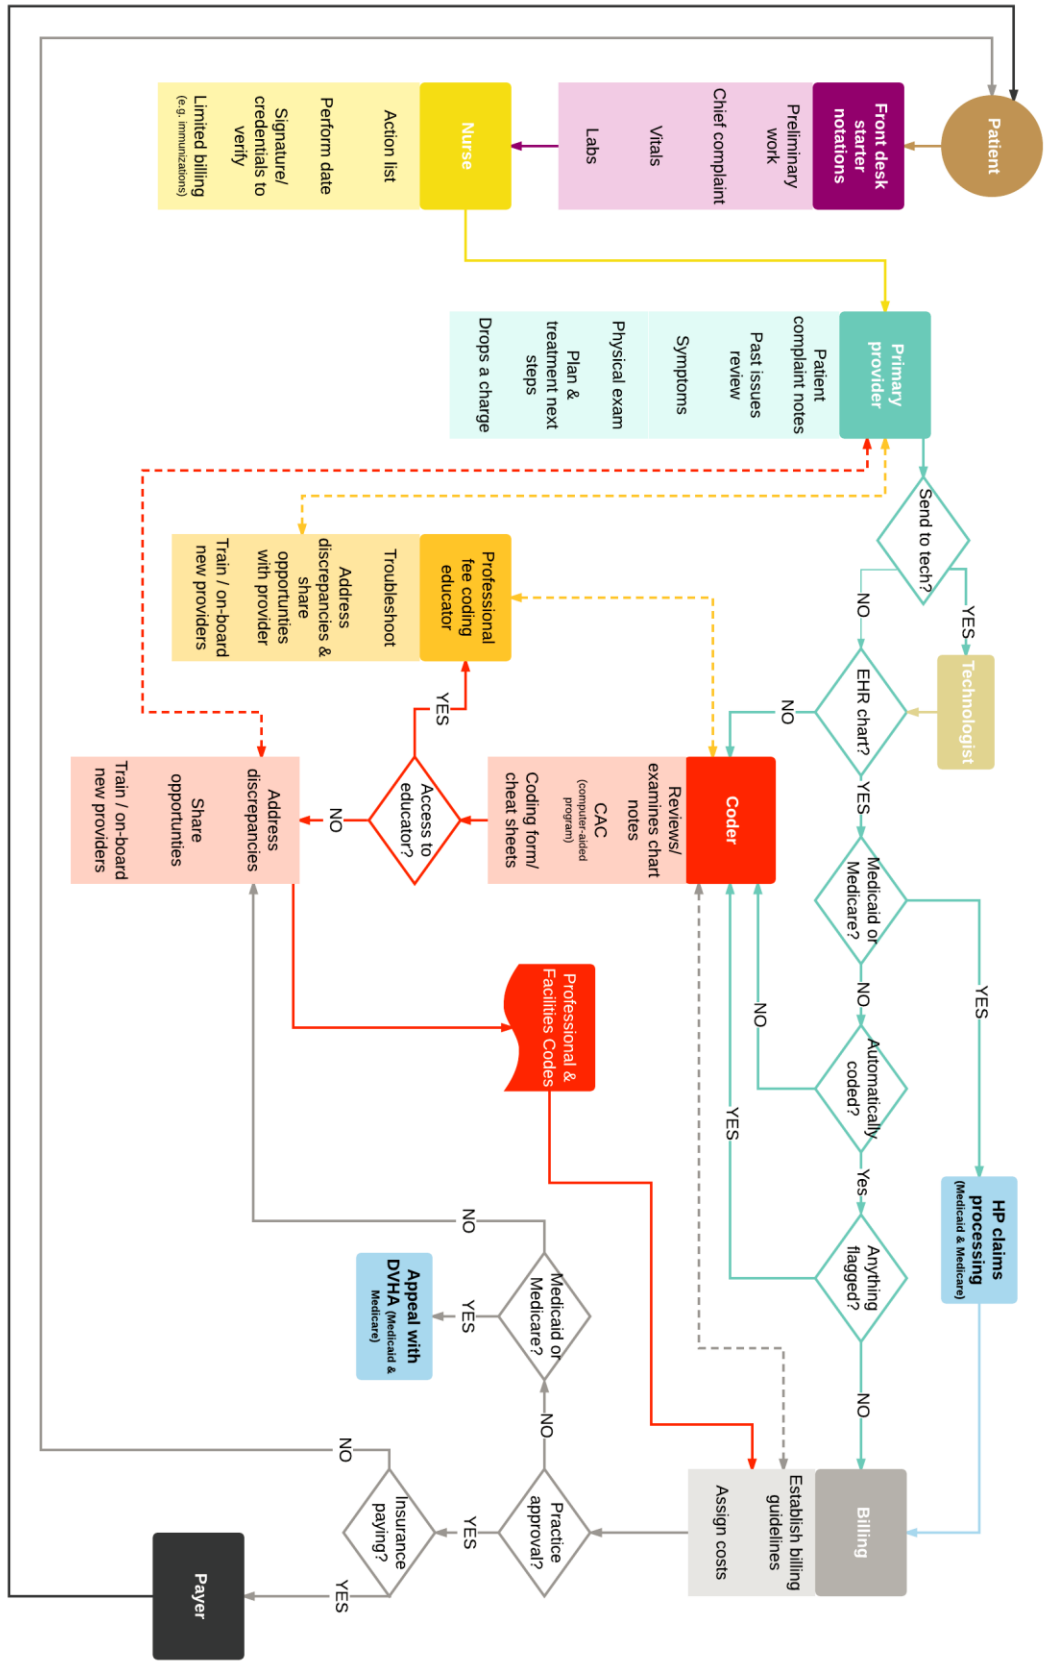 Patient
Front desk
starter
notations
Preliminary
work
Chief complaint
Vitals
Labs
Nurse
Action list
Perform date
Signature/
credentials to
verify
Limited billing
(e.g. immunizations)
Primary
provider
Patient
complaint notes
Past issues
review
Symptoms
Physical exam
Plan &
treatment next
steps
Drops a charge
Send to tech?
YES
NO
Technologist
EHR chart?
NO
YES
Professional
fee coding
educator
Troubleshoot
Address
discrepancies &
share
opportunties
with provider
Train / on-board
new providers
Coder
Reviews/
examines chart
notes
CAC
(computer-aided
program)
Coding form/
cheat sheets
Access to
educator?
YES
NO
Address
discrepancies
Share
opportunities
Train / on-board
new providers
Medicaid or
Medicare?
YES
NO
Automatically
coded?
NO
Yes
Anything
flagged?
YES
NO
HP claims
processing
(Medicaid & Medicare)
Professional &
Facilities Codes
Billing
Establish billing
guidelines
Assign costs
Practice
approval?
NO
YES
Medicaid or
Medicare?
NO
YES
Appeal with
DVHA (Medicaid &
Medicare)
Insurance
paying?
NO
YES
Payer